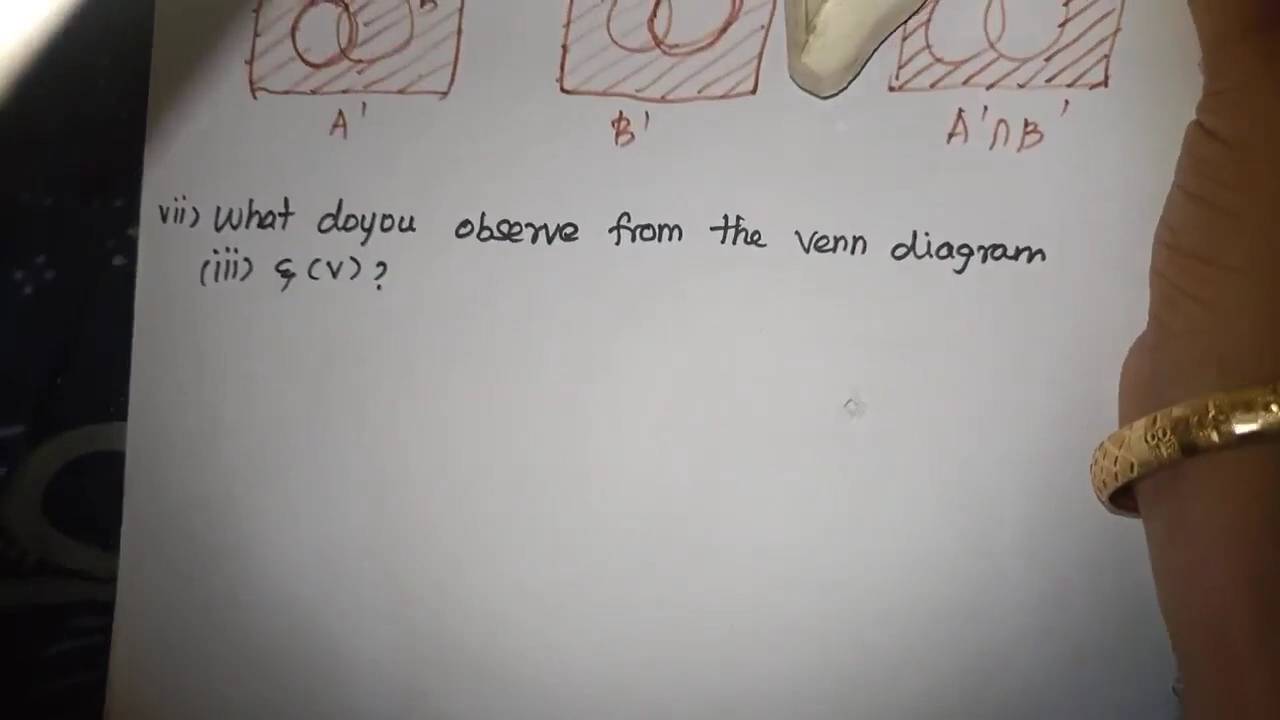 A' B' A'∩B'
vii) What doyou observe from the venn diagram
(iii) & (v)?